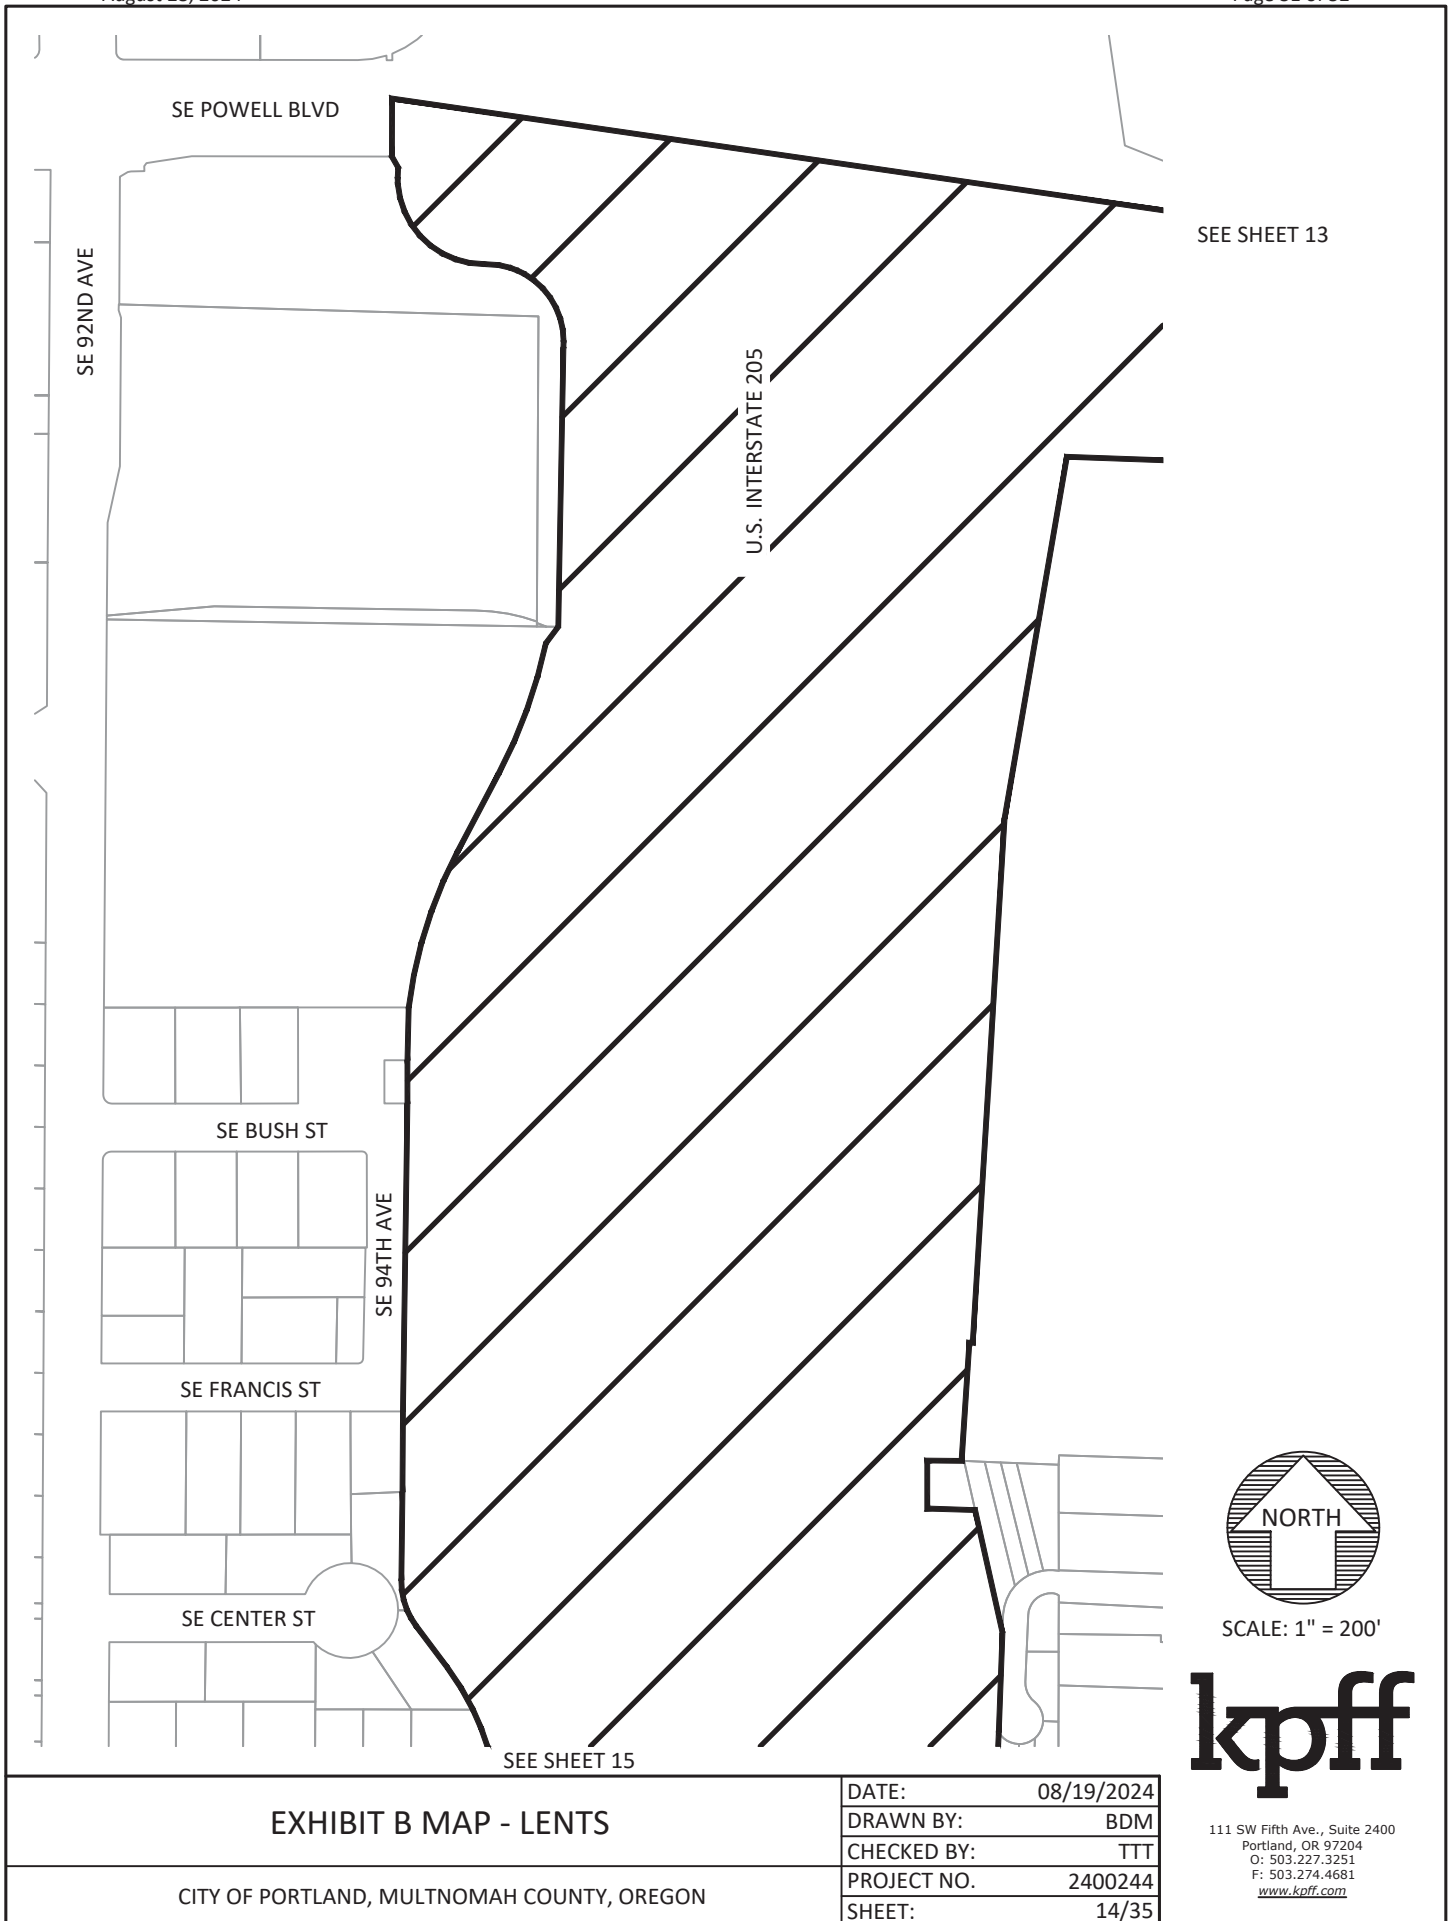 SE POWELL BLVD
SEE SHEET 13
SE 92ND AVE
U.S. INTERSTATE 205
SE BUSH ST
SE 94TH AVE
SE FRANCIS ST
SE CENTER ST
NORTH
SCALE: 1" = 200'
SEE SHEET 15
kpff
111 SW Fifth Ave., Suite 2400
Portland, OR 97204
O: 503.227.3251
F: 503.274.4681
www.kpff.com
EXHIBIT B MAP - LENTS
CITY OF PORTLAND, MULTNOMAH COUNTY, OREGON
DATE: 08/19/2024
DRAWN BY: BDM
CHECKED BY: TTT
PROJECT NO. 2400244
SHEET: 14/35